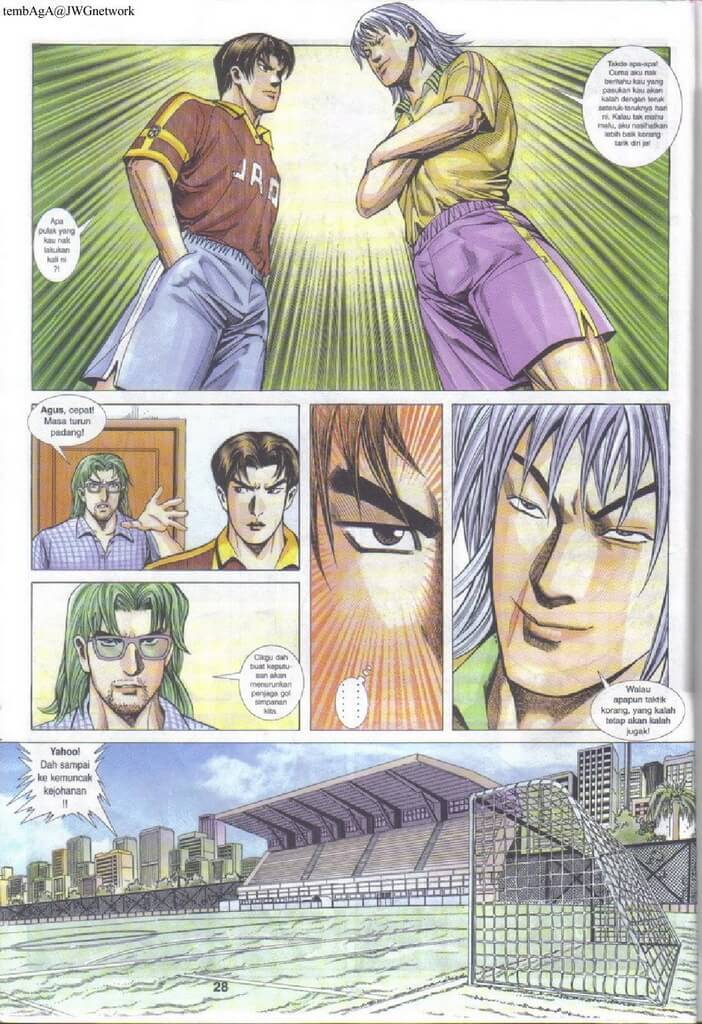 tembAgA@JWGnetwork
Takda apa-apa!
Cuma aku nak
beritahu kau yang
pasukan kau akan
kalah dengan teruk
seteruk-teruknya hari
ni. Kalau tak mahu
malu, aku nasihatkan
lebih baik korang
tarik diri je!
Apa
pulak yang
kau nak
lakukan
kali ni
?!
JAD
Agus, cepat!
Masa turun
padang!
Cikgu dah
buat keputu-
san akan
menurunkan
penjaga gol
simpanan
kita.
Walau
apapun taktik
korang, yang kalah
tetap akan kalah
jugak!
Yahoo!
Dah sampai
ke kemuncak
kejohanan
!!
28